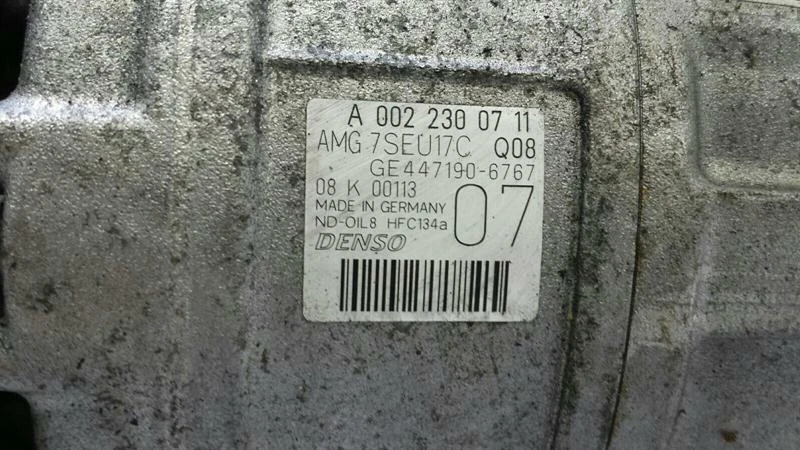 A 002 230 07 11
AMG 7SEU17C Q08
GE447190-6767
08 K 00113
MADE IN GERMANY
ND-OIL8 HFC134a
07
DENSO